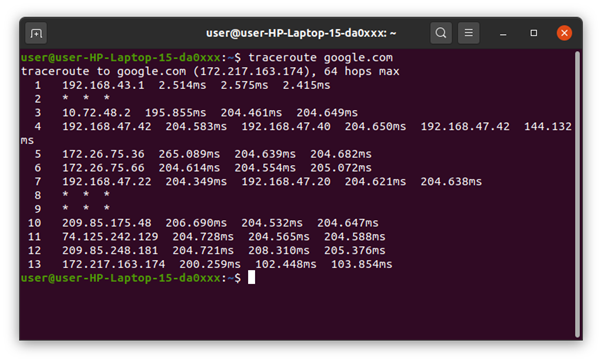 user@user-HP-Laptop-15-da0xxx: ~
user@user-HP-Laptop-15-da0xxx:~$ traceroute google.com
traceroute to google.com (172.217.163.174), 64 hops max
1 192.168.43.1 2.514ms 2.575ms 2.415ms
2 * * *
3 10.72.48.2 195.855ms 204.461ms 204.649ms
4 192.168.47.42 204.583ms 192.168.47.40 204.650ms 192.168.47.42 144.132
ms
5 172.26.75.36 265.089ms 204.639ms 204.682ms
6 172.26.75.66 204.614ms 204.554ms 205.072ms
7 192.168.47.22 204.349ms 192.168.47.20 204.621ms 204.638ms
8 * * *
9 * * *
10 209.85.175.48 206.690ms 204.532ms 204.647ms
11 74.125.242.129 204.728ms 204.565ms 204.588ms
12 209.85.248.181 204.721ms 208.310ms 205.376ms
13 172.217.163.174 200.259ms 102.448ms 103.854ms
user@user-HP-Laptop-15-da0xxx:~$